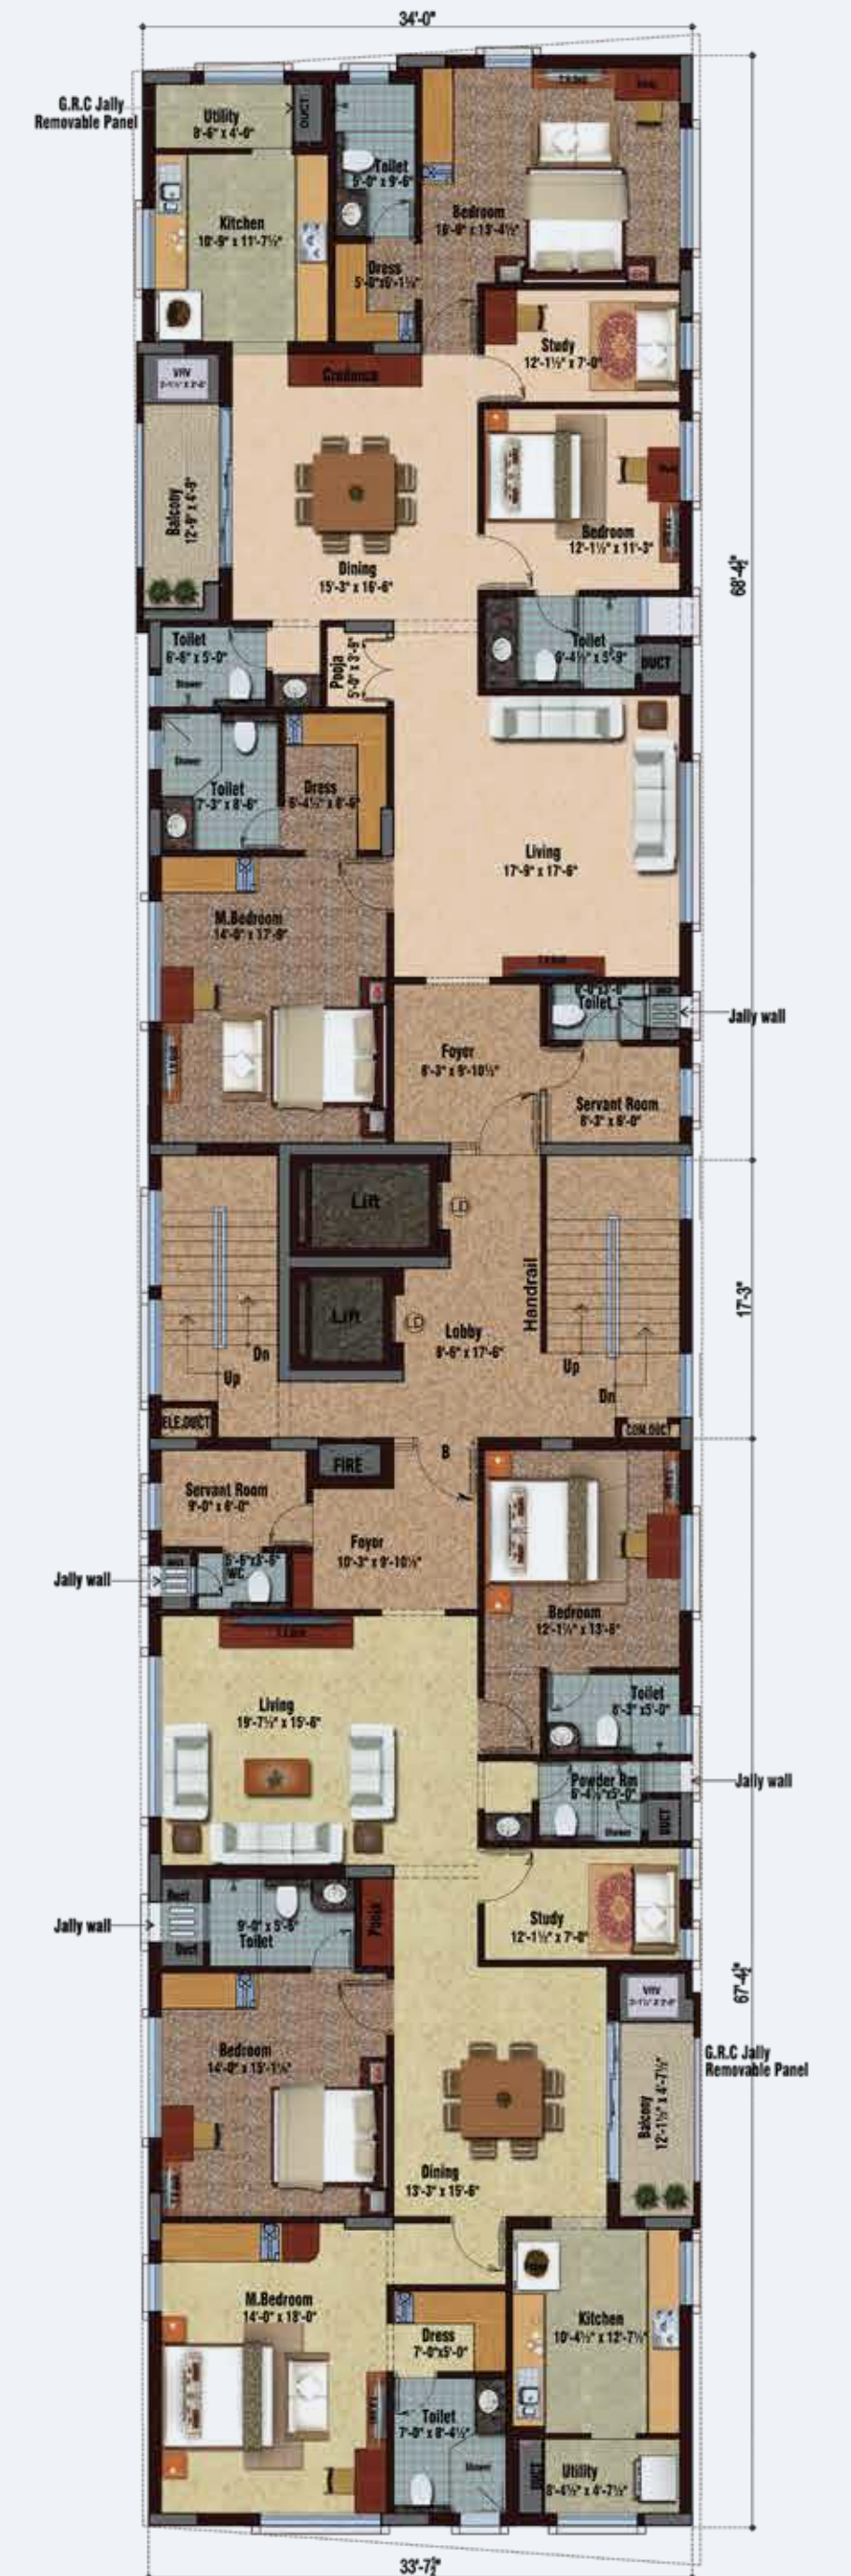 34'-0"
G.R.C Jally
Removable Panel
Utility
8'-6" x 4'-0"
DUCT
Toilet
5'-0" x 9'-6"
Kitchen
10'-9" x 11'-7½"
Bedroom
Dress
Study
12'-1½" x 7'-0"
Credence
VRV
Balcony
12'-9" x 4'-9"
Bedroom
12'-1½" x 11'-3"
Dining
15'-3" x 16'-6"
68'-4½"
Toilet
6'-6" x 5'-0"
Shower
Pooja
5'-0" x 3'-9"
Toilet
6'-4½" x 5'-9"
DUCT
Shower
Toilet
7'-3" x 8'-6"
Dress
6'-4½" x 8'-6"
Living
17'-9" x 17'-6"
M.Bedroom
14'-0" x 17'-9"
Toilet
Jally wall
Foyer
8'-3" x 9'-10½"
Servant Room
8'-3" x 6'-0"
Lift
Lift
Handrail
Lobby
8'-6" x 17'-6"
17'-3"
Up
Dn
Up
Dn
ELE.DUCT
COM.DUCT
B
FIRE
Servant Room
9'-0" x 6'-0"
Foyer
10'-3" x 9'-10½"
5'-6"x3'-6"
WC
Jally wall
Bedroom
12'-1½" x 13'-6"
Living
19'-7½" x 15'-6"
Toilet
8'-3" x5'-0"
Powder Rm
6'-4½"x5'-0"
Shower
DUCT
Jally wall
Duct
Duct
Jally wall
9'-0" x 5'-6"
Toilet
Pooja
Study
12'-1½" x 7'-0"
67'-4½"
VRV
G.R.C Jally
Removable Panel
Bedroom
14'-0" x 15'-1½"
Balcony
12'-1½" x 4'-7½"
Dining
13'-3" x 15'-6"
M.Bedroom
14'-0" x 18'-0"
Kitchen
10'-4½" x 12'-7½"
Dress
7'-0"x5'-0"
Toilet
7'-0" x 8'-4½"
Shower
DUCT
Utility
8'-4½" x 4'-7½"
33'-7½"